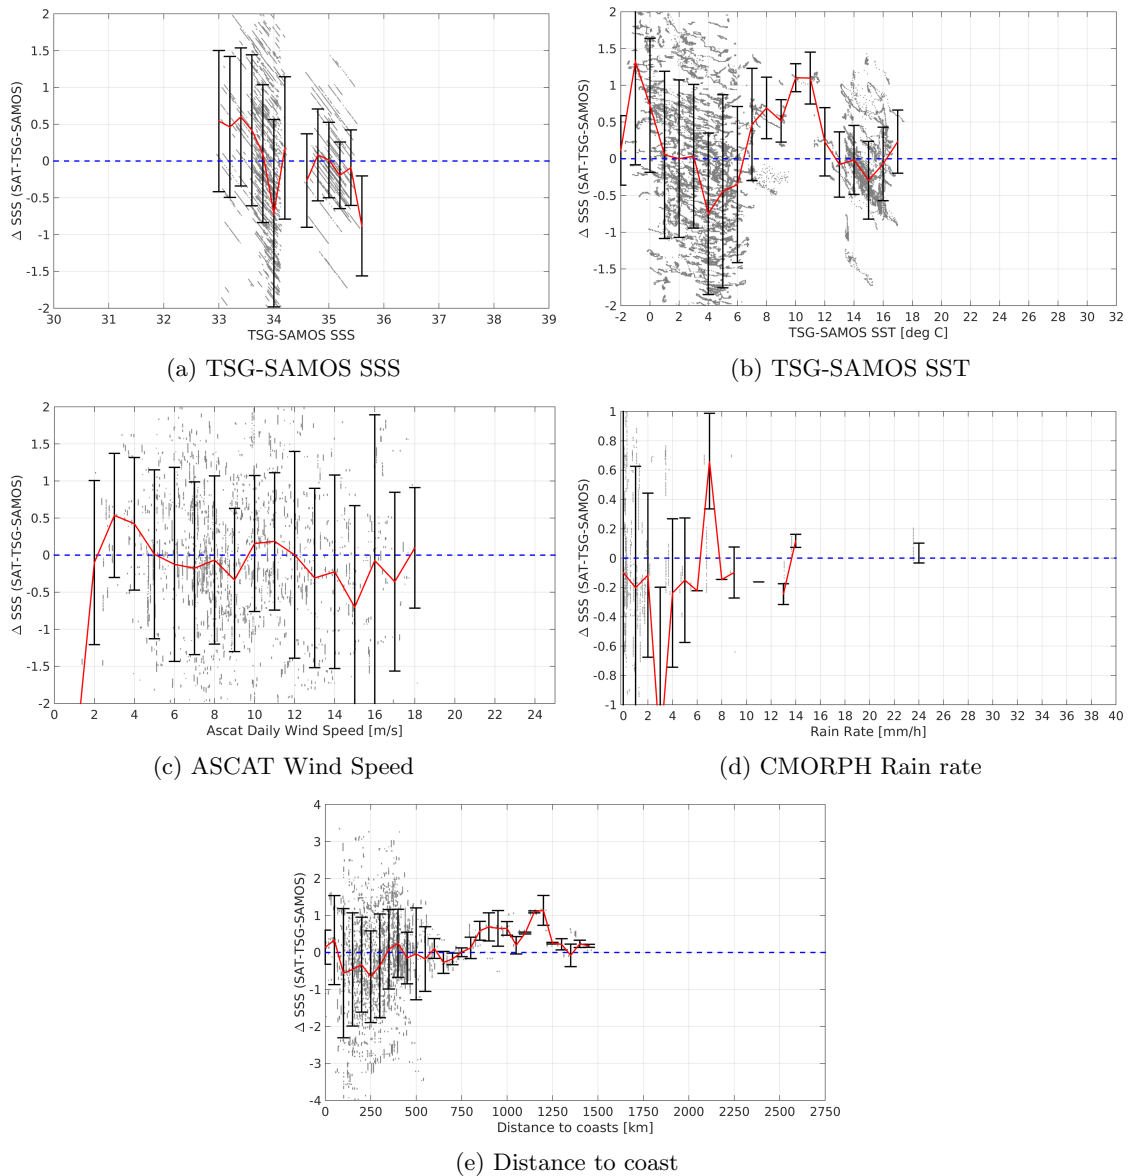 2
1.5
1
0.5
0
-0.5
-1
-1.5
-2
Δ SSS (SAT-TSG-SAMOS)
30 31 32 33 34 35 36 37 38 39
TSG-SAMOS SSS
(a) TSG-SAMOS SSS
2
1.5
1
0.5
0
-0.5
-1
-1.5
-2
Δ SSS (SAT-TSG-SAMOS)
-2 0 2 4 6 8 10 12 14 16 18 20 22 24 26 28 30 32
TSG-SAMOS SST [deg C]
(b) TSG-SAMOS SST
2
1.5
1
0.5
0
-0.5
-1
-1.5
-2
Δ SSS (SAT-TSG-SAMOS)
0 2 4 6 8 10 12 14 16 18 20 22 24
Ascat Daily Wind Speed [m/s]
(c) ASCAT Wind Speed
1
0.8
0.6
0.4
0.2
0
-0.2
-0.4
-0.6
-0.8
-1
Δ SSS (SAT-TSG-SAMOS)
0 2 4 6 8 10 12 14 16 18 20 22 24 26 28 30 32 34 36 38 40
Rain Rate [mm/h]
(d) CMORPH Rain rate
4
3
2
1
0
-1
-2
-3
-4
Δ SSS (SAT-TSG-SAMOS)
0 250 500 750 1000 1250 1500 1750 2000 2250 2500 2750
Distance to coasts [km]
(e) Distance to coast